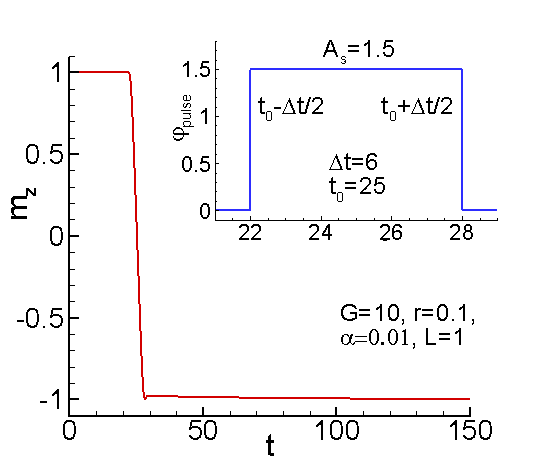 A_s=1.5
1.5
t_0-Δt/2 t_0+Δt/2
1
φ_pulse
0.5
Δt=6
t_0=25
0
22 24 26 28
1
0.5
m_z
0
-0.5
G=10, r=0.1,
α=0.01, L=1
-1
0 50 100 150
t